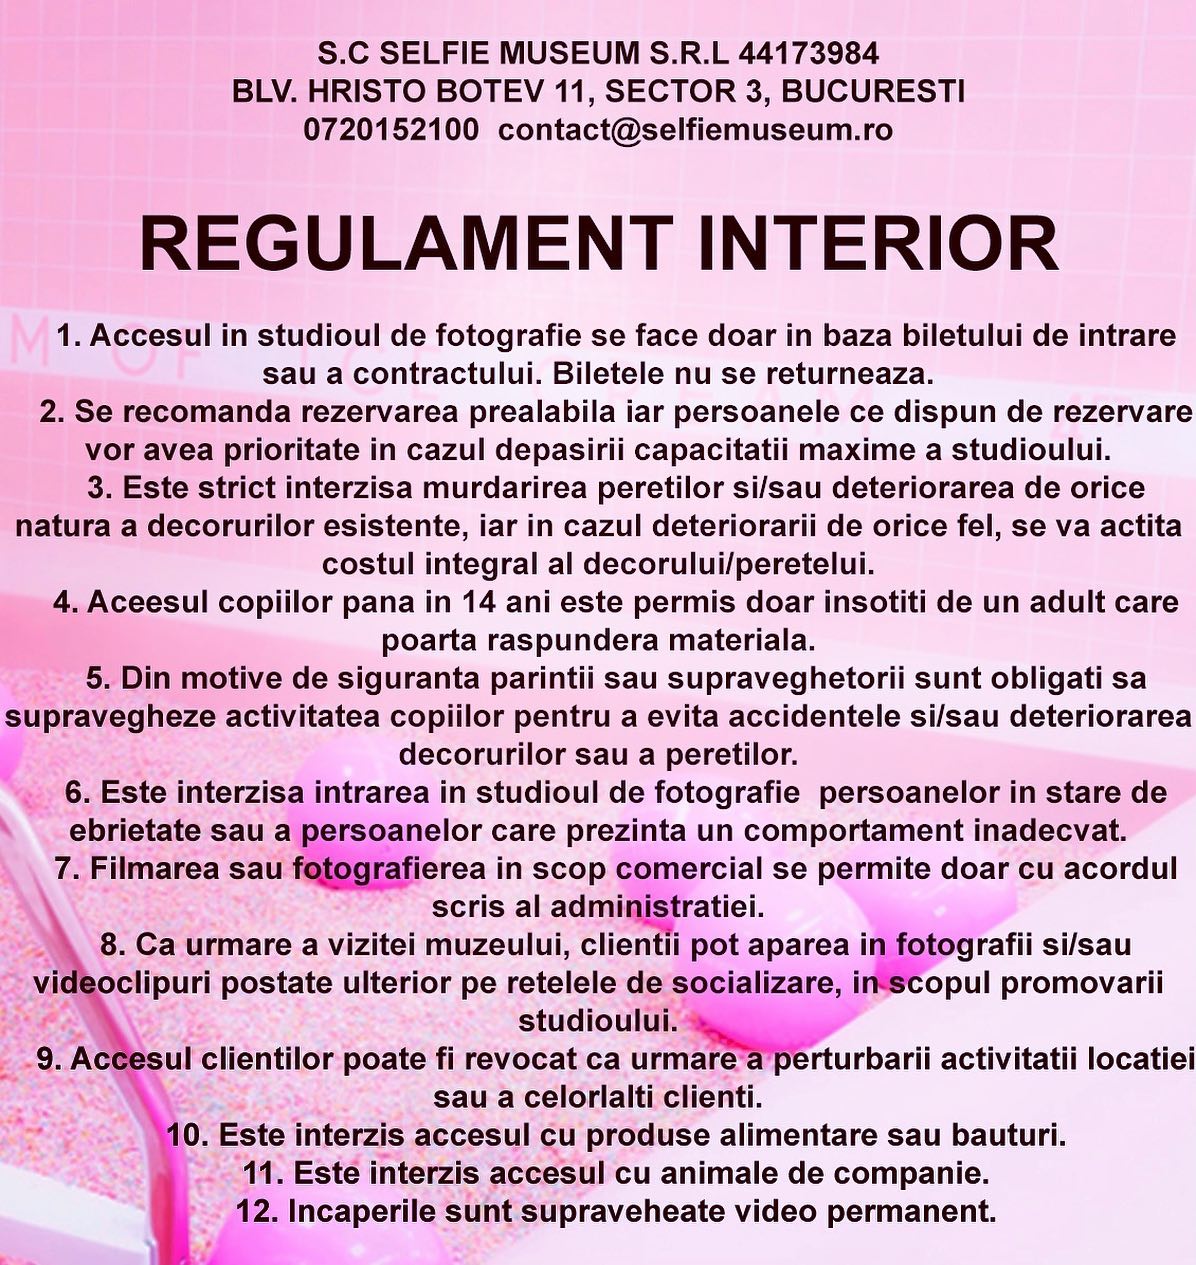 S.C SELFIE MUSEUM S.R.L 44173984
BLV. HRISTO BOTEV 11, SECTOR 3, BUCURESTI
0720152100  contact@selfiemuseum.ro
REGULAMENT INTERIOR
1. Accesul in studioul de fotografie se face doar in baza biletului de intrare
sau a contractului. Biletele nu se returneaza.
2. Se recomanda rezervarea prealabila iar persoanele ce dispun de rezervare
vor avea prioritate in cazul depasirii capacitatii maxime a studioului.
3. Este strict interzisa murdarirea peretilor si/sau deteriorarea de orice
natura a decorurilor esistente, iar in cazul deteriorarii de orice fel, se va actita
costul integral al decorului/peretelui.
4. Aceesul copiilor pana in 14 ani este permis doar insotiti de un adult care
poarta raspundera materiala.
5. Din motive de siguranta parintii sau supraveghetorii sunt obligati sa
supravegheze activitatea copiilor pentru a evita accidentele si/sau deteriorarea
decorurilor sau a peretilor.
6. Este interzisa intrarea in studioul de fotografie  persoanelor in stare de
ebrietate sau a persoanelor care prezinta un comportament inadecvat.
7. Filmarea sau fotografierea in scop comercial se permite doar cu acordul
scris al administratiei.
8. Ca urmare a vizitei muzeului, clientii pot aparea in fotografii si/sau
videoclipuri postate ulterior pe retelele de socializare, in scopul promovarii
studioului.
9. Accesul clientilor poate fi revocat ca urmare a perturbarii activitatii locatiei
sau a celorlalti clienti.
10. Este interzis accesul cu produse alimentare sau bauturi.
11. Este interzis accesul cu animale de companie.
12. Incaperile sunt supraveheate video permanent.